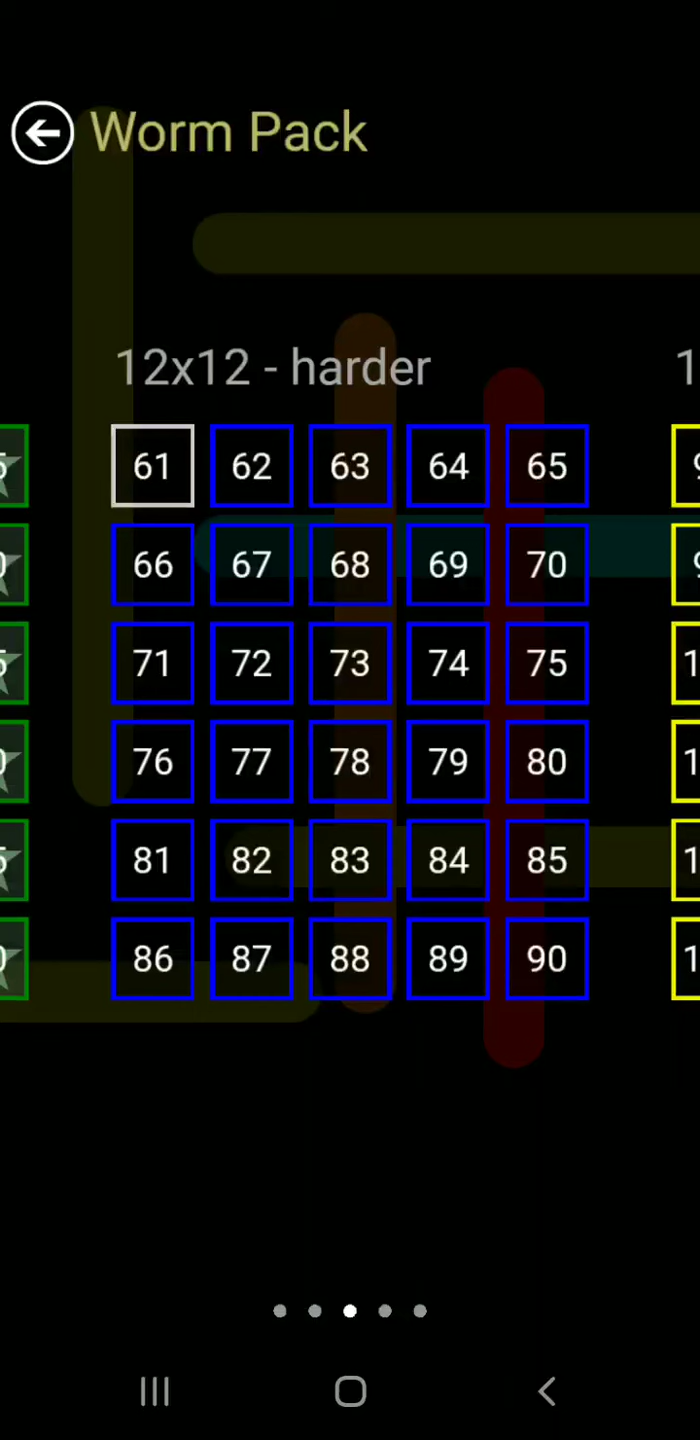 Worm Pack
12x12 - harder
61 62 63 64 65
66 67 68 69 70
71 72 73 74 75
76 77 78 79 80
81 82 83 84 85
86 87 88 89 90